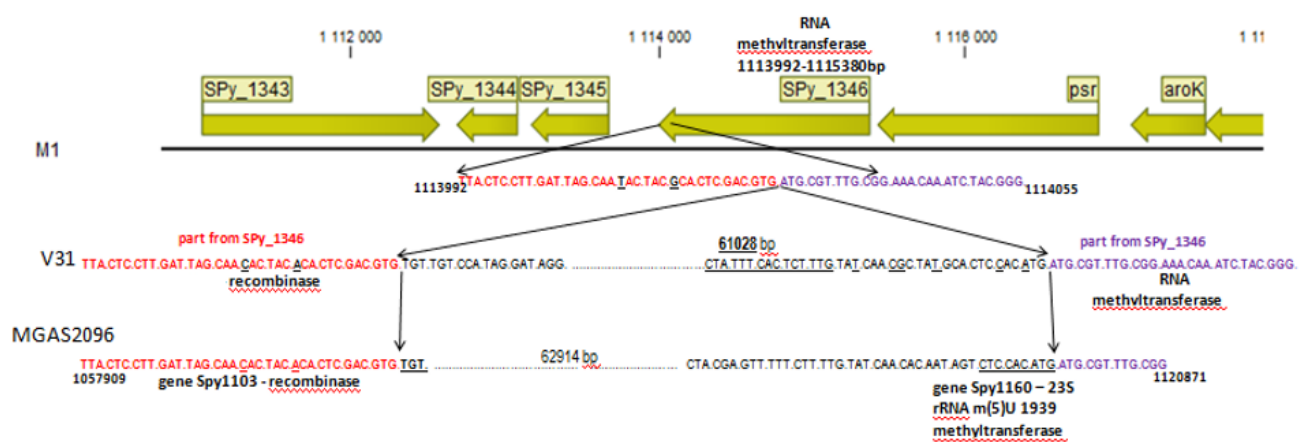 RNA
methyltransferase
1113992-1115380bp
1 112 000 1 114 000 1 116 000 1 11
SPy_1343 SPy_1344 SPy_1345 SPy_1346 psr aroK
M1
1113992 TTA.CTC.CTT.GAT.TAG.CAA.TAC.TAC.GCA.CTC.GAC.GTG.ATG.CGT.TTG.CGG.AAA.CAA.ATC.TAC.GGG 1114055
part from SPy_1346 61028 bp part from SPy_1346
V31
TTA.CTC.CTT.GAT.TAG.CAA.CAC.TAC.ACA.CTC.GAC.GTG.TGT.TGT.CCA.TAG.GAT.AGG. ........................ CTA.TTT.CAC.TCT.TTG.TAT.CAA.CGC.TAT.GCA.CTC.CAC.ATG.ATG.CGT.TTG.CGG.AAA.CAA.ATC.TAC.GGG.
recombinase RNA
methyltransferase
MGAS2096
TTA.CTC.CTT.GAT.TAG.CAA.CAC.TAC.ACA.CTC.GAC.GTG.TGT. ........................ 62914 bp ........................ CTA.CGA.GTT.TTT.CTT.TTG.TAT.CAA.CAC.AAT.AGT.CTC.CAC.ATG.ATG.CGT.TTG.CGG
1057909 1120871
gene Spy1103 - recombinase
gene Spy1160 – 23S
rRNA m(5)U 1939
methyltransferase